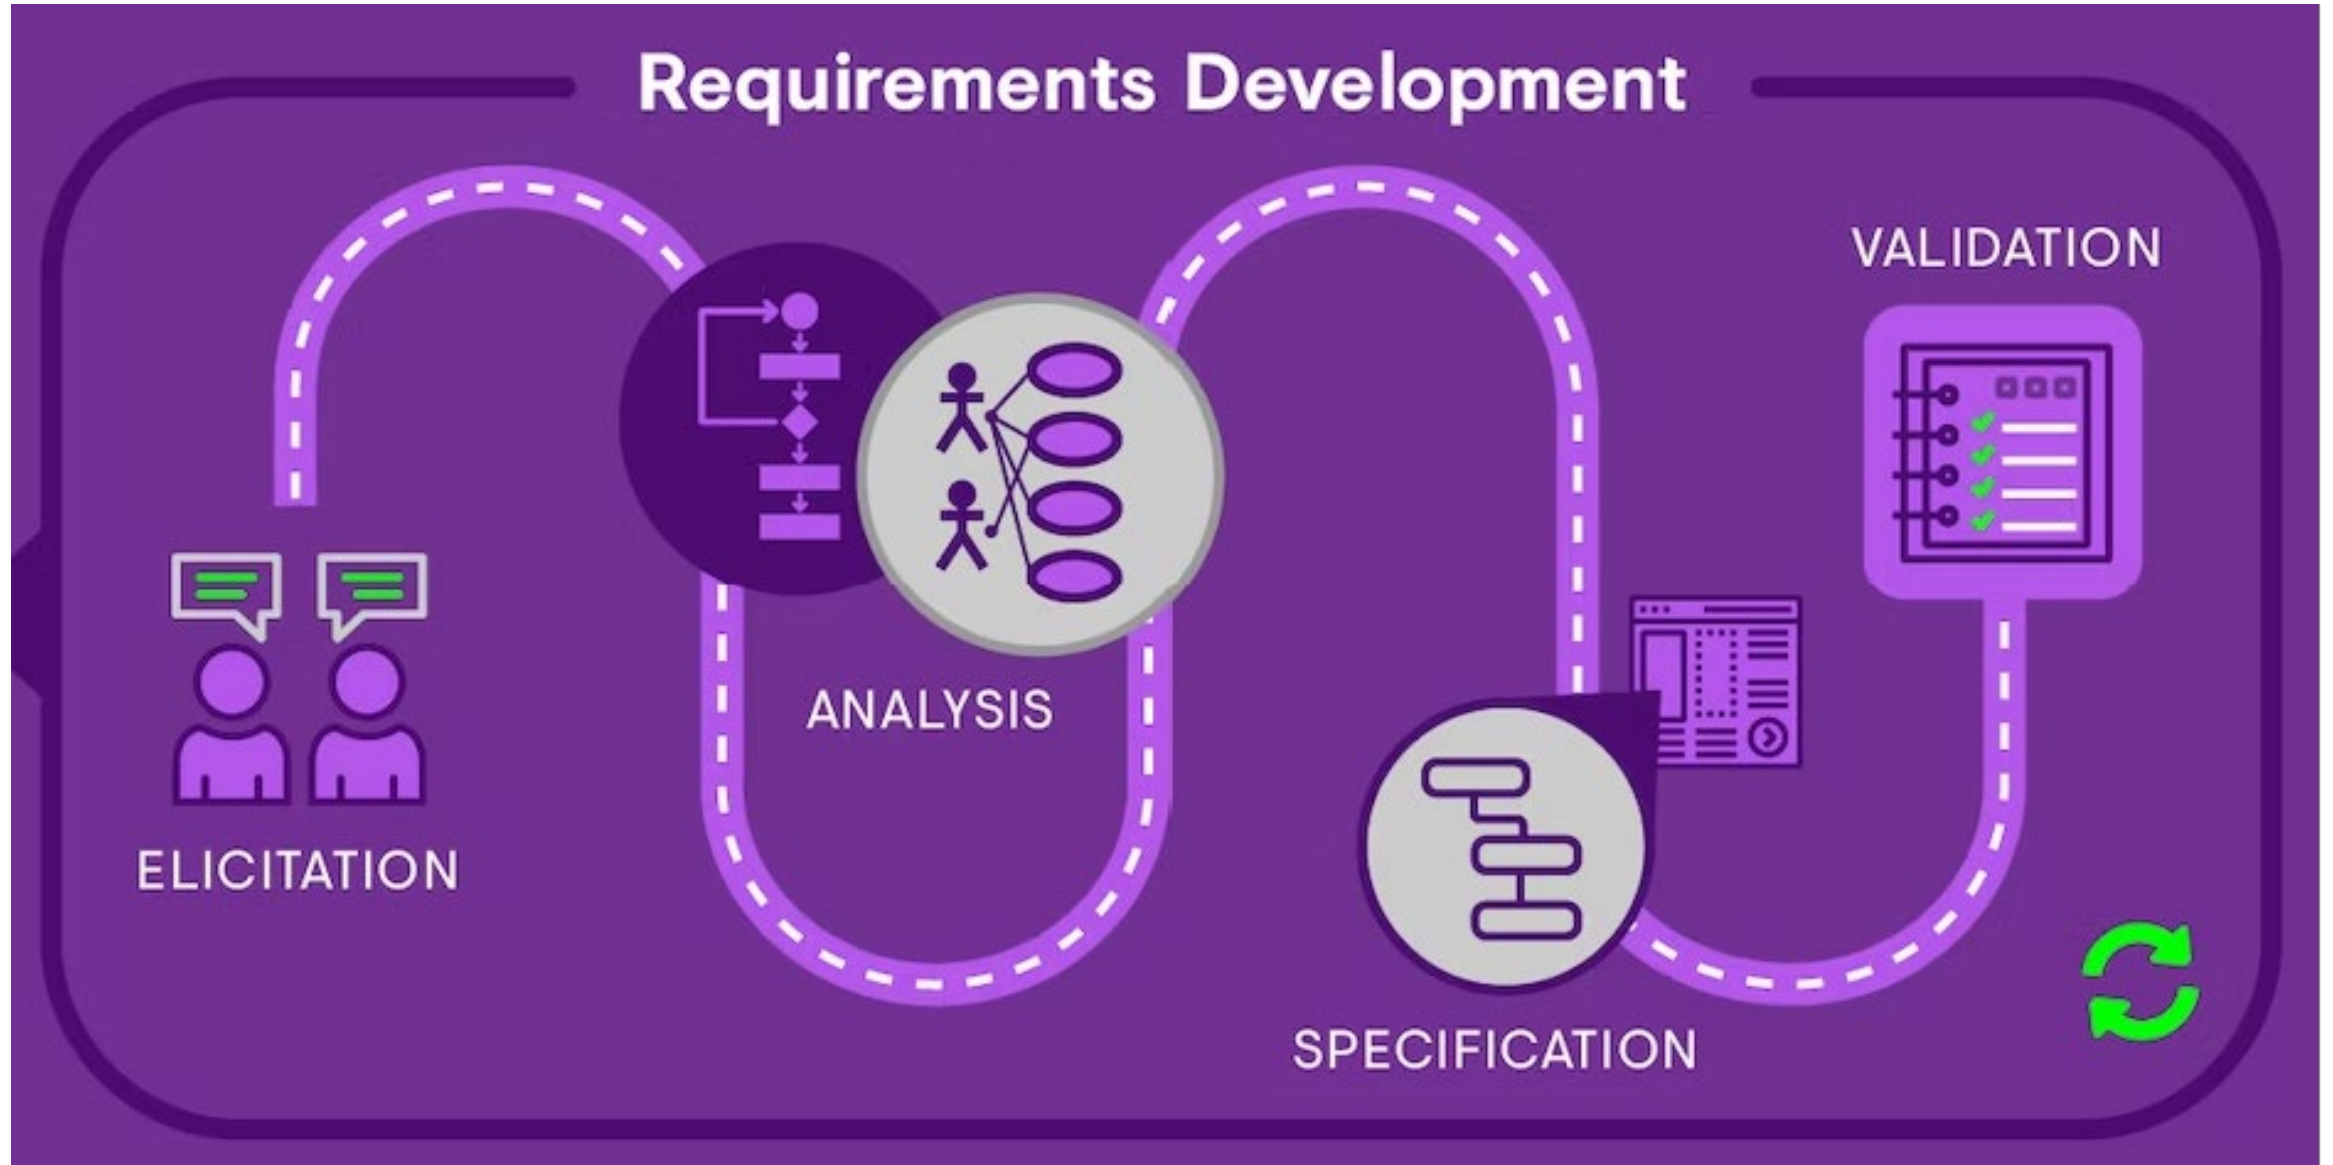 Requirements Development
VALIDATION
ANALYSIS
ELICITATION
SPECIFICATION